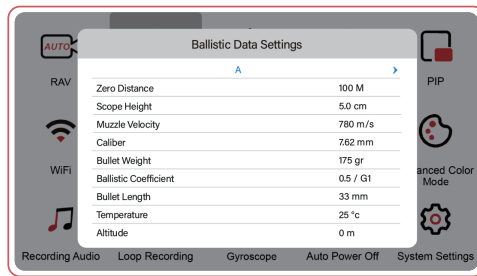 Ballistic Data Settings
A
Zero Distance 100 M
Scope Height 5.0 cm
Muzzle Velocity 780 m/s
Caliber 7.62 mm
Bullet Weight 175 gr
Ballistic Coefficient 0.5 / G1
Bullet Length 33 mm
Temperature 25 °c
Altitude 0 m
AUTO
RAV
PIP
WiFi
anced Color
Mode
Recording Audio Loop Recording Gyroscope Auto Power Off System Settings